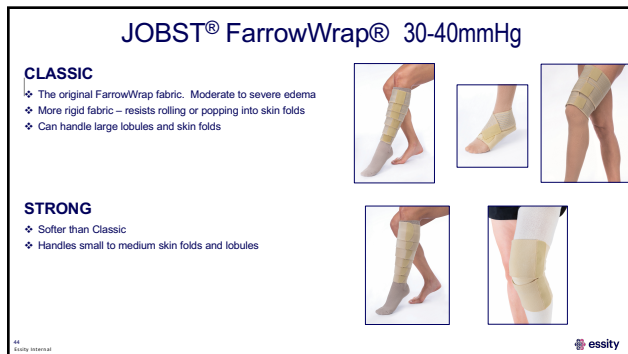 JOBST® FarrowWrap® 30-40mmHg
CLASSIC
❖ The original FarrowWrap fabric. Moderate to severe edema
❖ More rigid fabric – resists rolling or popping into skin folds
❖ Can handle large lobules and skin folds
STRONG
❖ Softer than Classic
❖ Handles small to medium skin folds and lobules
44
Essity Internal
essity